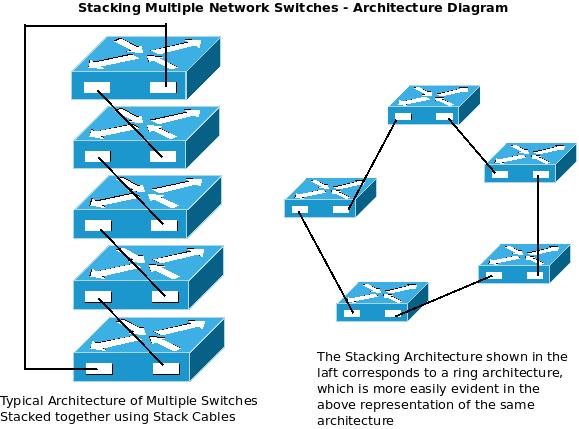 Stacking Multiple Network Switches - Architecture Diagram
Typical Architecture of Multiple Switches
Stacked together using Stack Cables
The Stacking Architecture shown in the
laft corresponds to a ring architecture,
which is more easily evident in the
above representation of the same
architecture